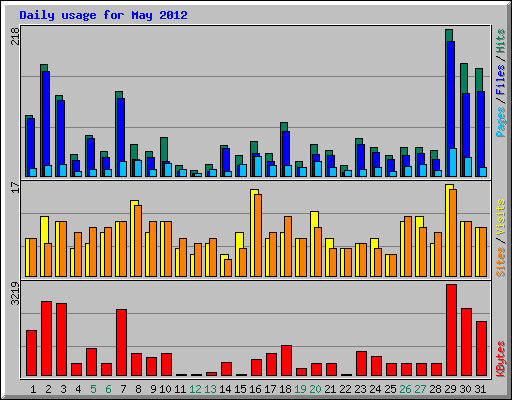 Daily usage for May 2012
218
Pages / Files / Hits
17
Sites / Visits
3219
KBytes
1 2 3 4 5 6 7 8 9 10 11 12 13 14 15 16 17 18 19 20 21 22 23 24 25 26 27 28 29 30 31